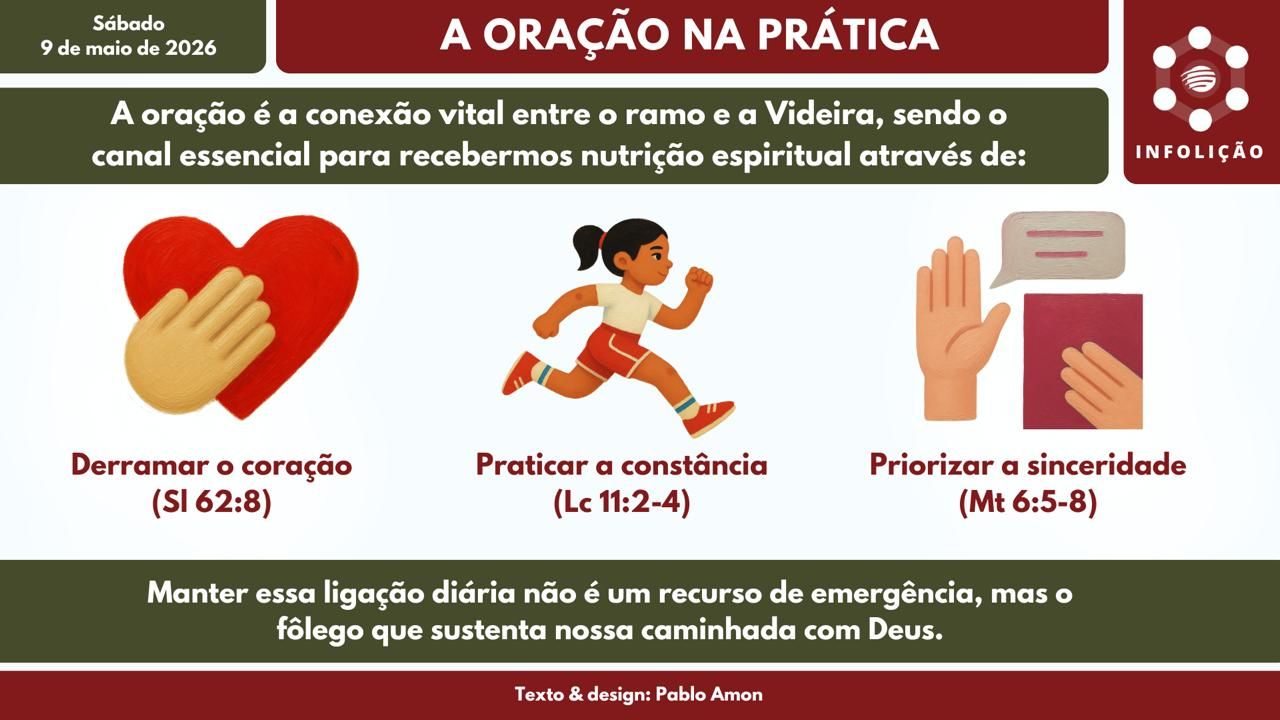 Sábado
9 de maio de 2026
A ORAÇÃO NA PRÁTICA
INFOLIÇÃO
A oração é a conexão vital entre o ramo e a Videira, sendo o
canal essencial para recebermos nutrição espiritual através de:
Derramar o coração
(Sl 62:8)
Praticar a constância
(Lc 11:2-4)
Priorizar a sinceridade
(Mt 6:5-8)
Manter essa ligação diária não é um recurso de emergência, mas o
fôlego que sustenta nossa caminhada com Deus.
Texto & design: Pablo Amon